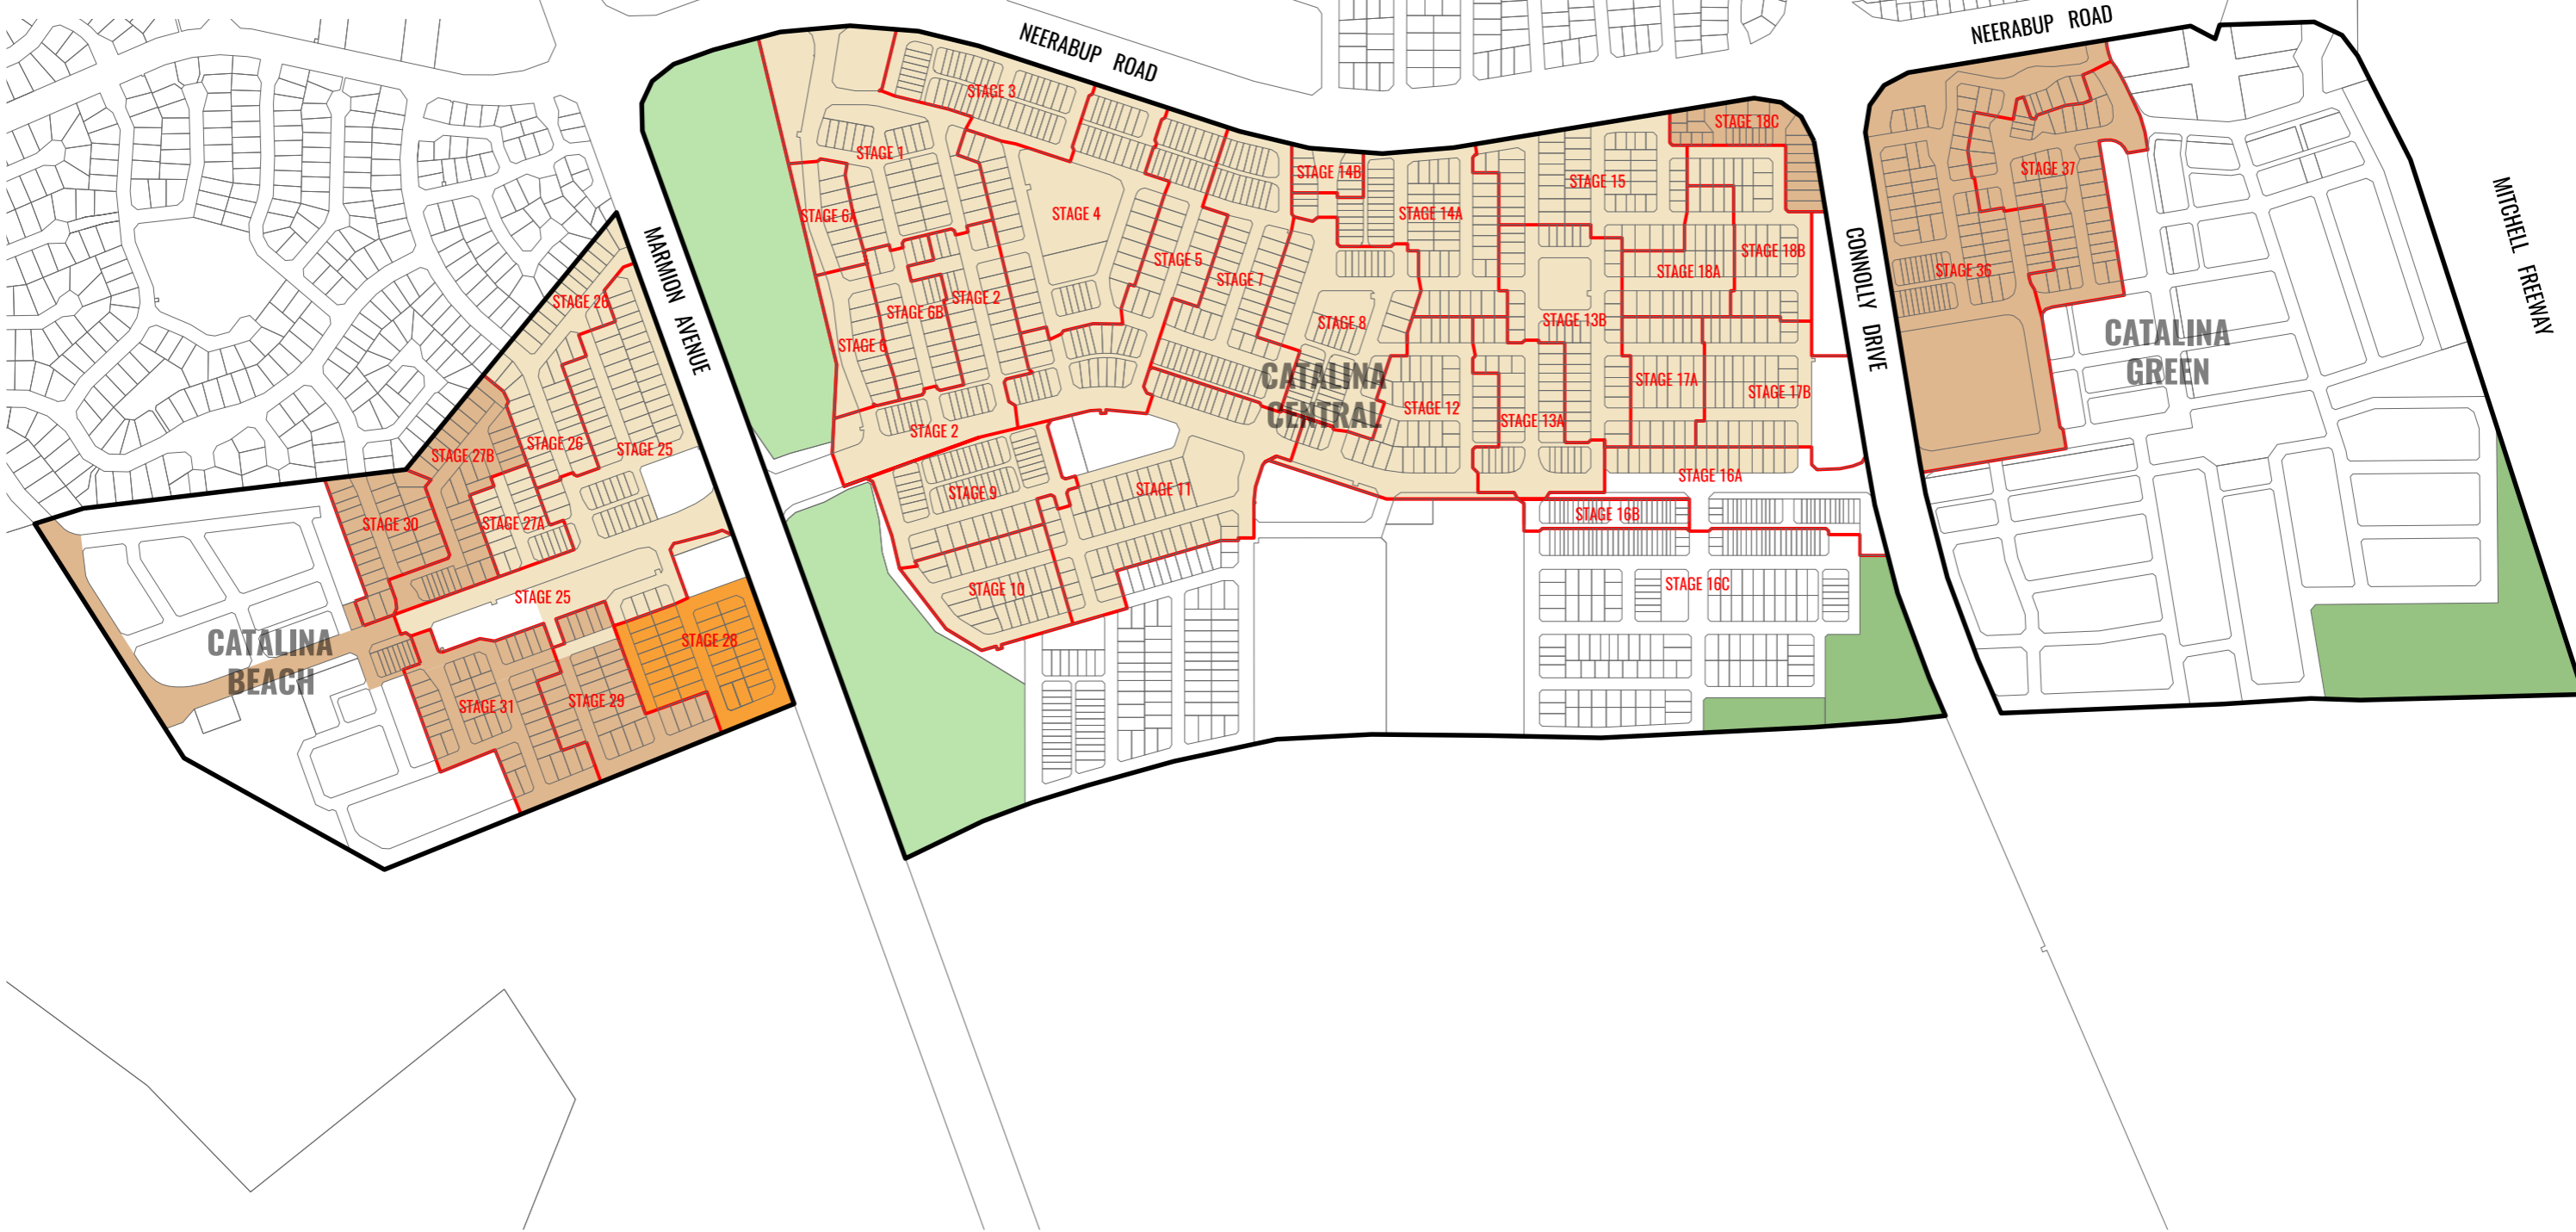 NEERABUP ROAD
NEERABUP ROAD
MARMION AVENUE
CONNOLLY DRIVE
MITCHELL FREEWAY
STAGE 3
STAGE 1
STAGE 6A
STAGE 4
STAGE 5
STAGE 7
STAGE 2
STAGE 6B
STAGE 6
STAGE 8
STAGE 2
STAGE 9
STAGE 11
STAGE 10
STAGE 14B
STAGE 14A
STAGE 15
STAGE 18C
STAGE 18B
STAGE 18A
STAGE 13B
STAGE 17A
STAGE 17B
STAGE 12
STAGE 13A
STAGE 16A
STAGE 16B
STAGE 16C
CATALINA
CENTRAL
STAGE 37
STAGE 36
CATALINA
GREEN
STAGE 26
STAGE 26
STAGE 25
STAGE 27B
STAGE 27A
STAGE 30
STAGE 25
STAGE 28
STAGE 29
STAGE 31
CATALINA
BEACH